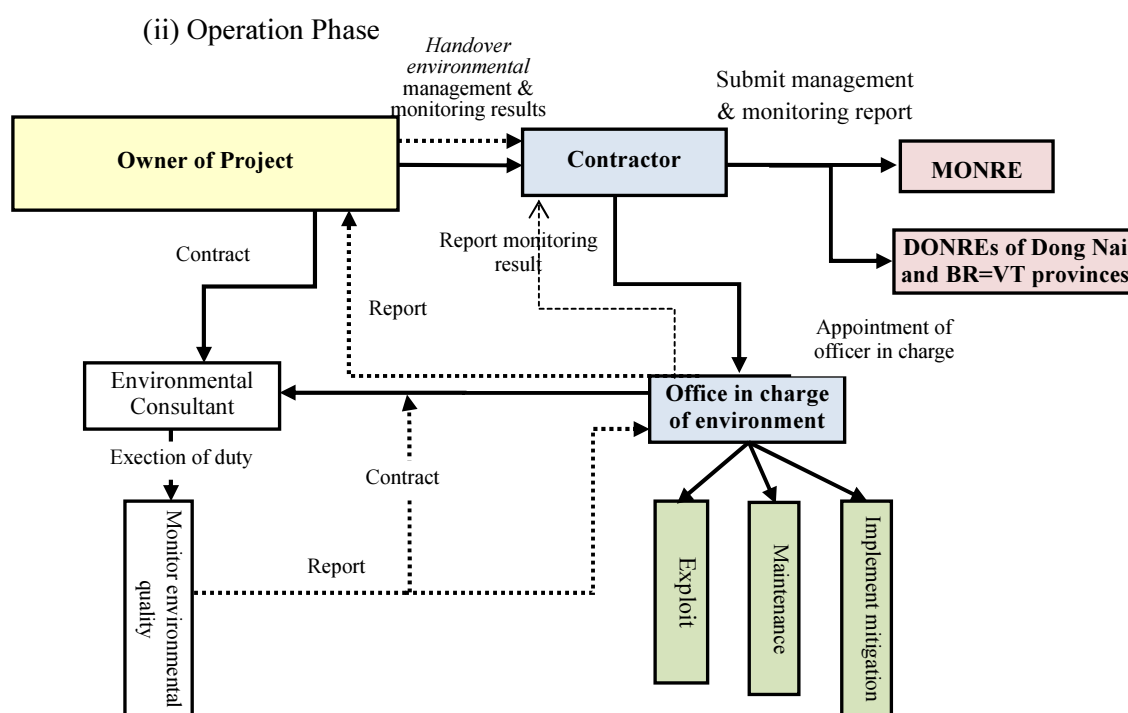 (ii) Operation Phase
Handover
environmental
management &
monitoring results
Submit management
& monitoring report
Owner of Project
Contractor
MONRE
DONREs of Dong Nai
and BR=VT provinces
Contract
Report monitoring
result
Report
Appointment of
officer in charge
Environmental
Consultant
Office in charge
of environment
Exection of duty
Contract
Report
Monitor environmental
quality
Exploit
Maintenance
Implement mitigation